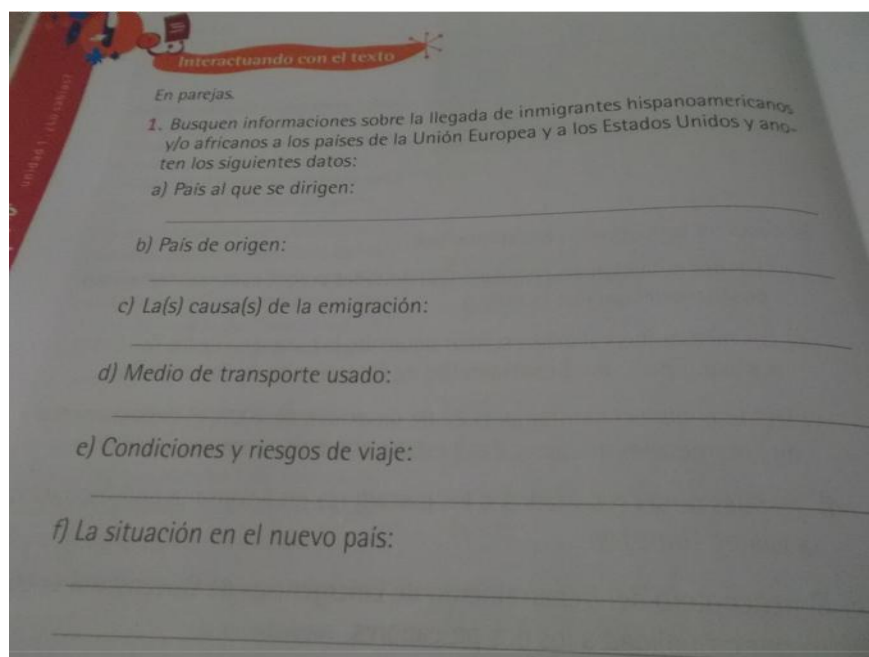 Interactuando con el texto
En parejas.
1. Busquen informaciones sobre la llegada de inmigrantes hispanoamericanos
y/o africanos a los países de la Unión Europea y a los Estados Unidos y ano-
ten los siguientes datos:
a) País al que se dirigen:
b) País de origen:
c) La(s) causa(s) de la emigración:
d) Medio de transporte usado:
e) Condiciones y riesgos de viaje:
f) La situación en el nuevo país:
unidad 1